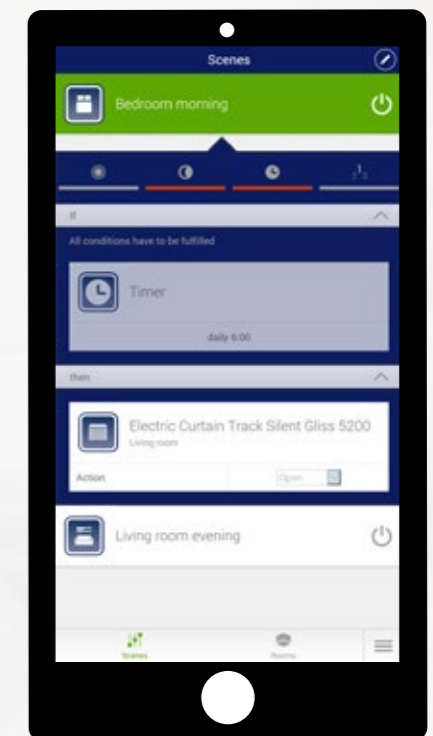 Scenes
Bedroom morning
If
All conditions have to be fulfilled
Timer
daily 6:00
then
Electric Curtain Track Silent Gliss 5200
Living room
Action
Open
Living room evening
Scenes
Rooms